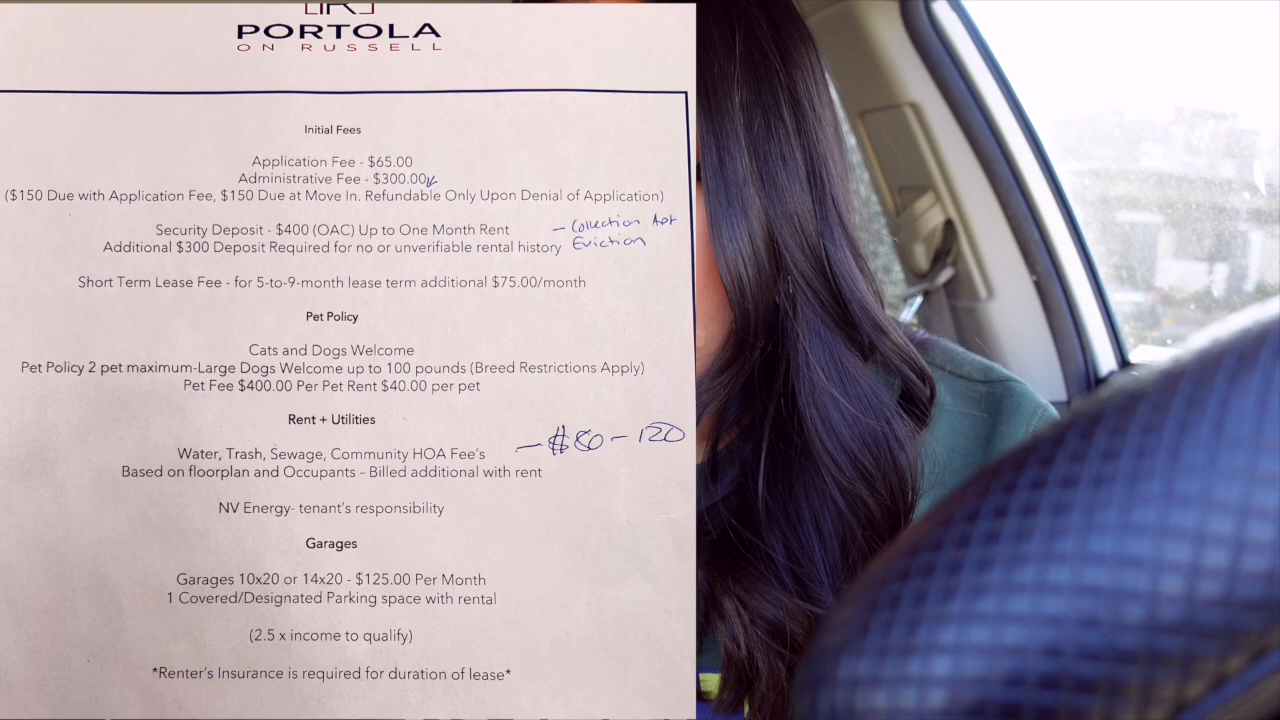 PORTOLA
ON RUSSELL
Initial Fees
Application Fee - $65.00
Administrative Fee - $300.00
($150 Due with Application Fee, $150 Due at Move In. Refundable Only Upon Denial of Application)
Security Deposit - $400 (OAC) Up to One Month Rent - Collection Apt
Additional $300 Deposit Required for no or unverifiable rental history Eviction
Short Term Lease Fee - for 5-to-9-month lease term additional $75.00/month
Pet Policy
Cats and Dogs Welcome
Pet Policy 2 pet maximum-Large Dogs Welcome up to 100 pounds (Breed Restrictions Apply)
Pet Fee $400.00 Per Pet Rent $40.00 per pet
Rent + Utilities
Water, Trash, Sewage, Community HOA Fee's - $80 - 120
Based on floorplan and Occupants – Billed additional with rent
NV Energy- tenant's responsibility
Garages
Garages 10x20 or 14x20 - $125.00 Per Month
1 Covered/Designated Parking space with rental
(2.5 x income to qualify)
*Renter's Insurance is required for duration of lease*